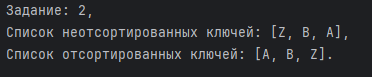 Задание: 2,
Список неотсортированных ключей: [Z, B, A],
Список отсортированных ключей: [A, B, Z].